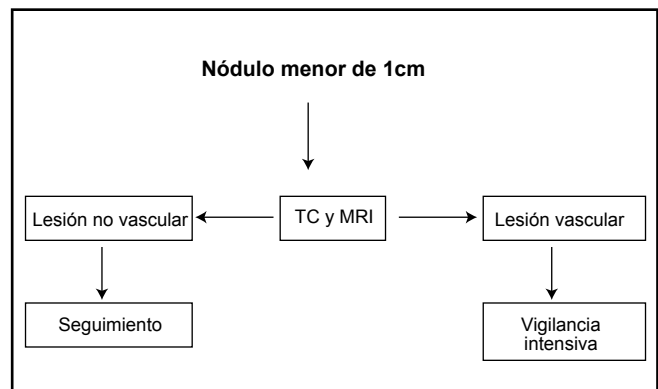 Nódulo menor de 1cm
Lesión no vascular
TC y MRI
Lesión vascular
Seguimiento
Vigilancia
intensiva